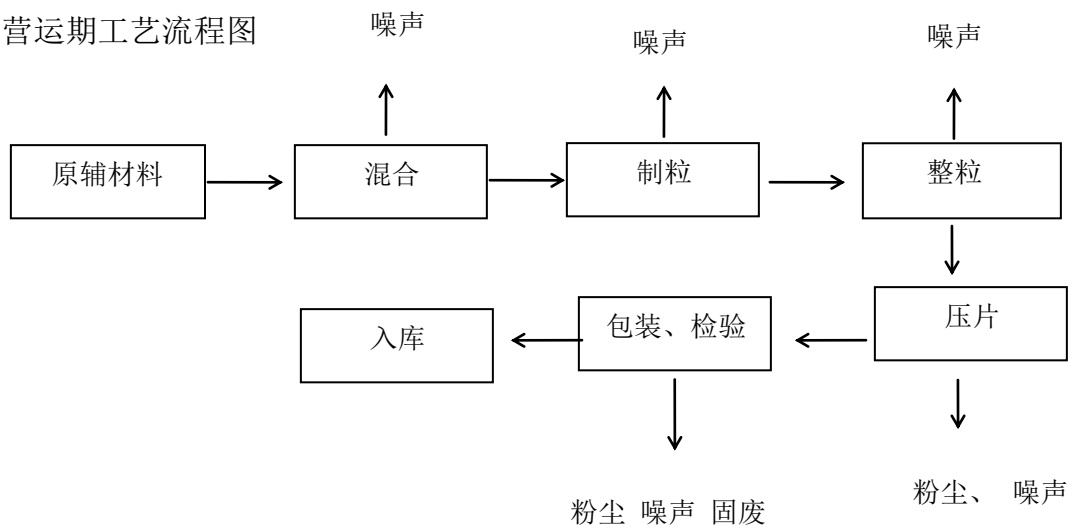 营运期工艺流程图
噪声
噪声
噪声
原辅材料
混合
制粒
整粒
入库
包装、检验
压片
粉尘 噪声 固废
粉尘、 噪声